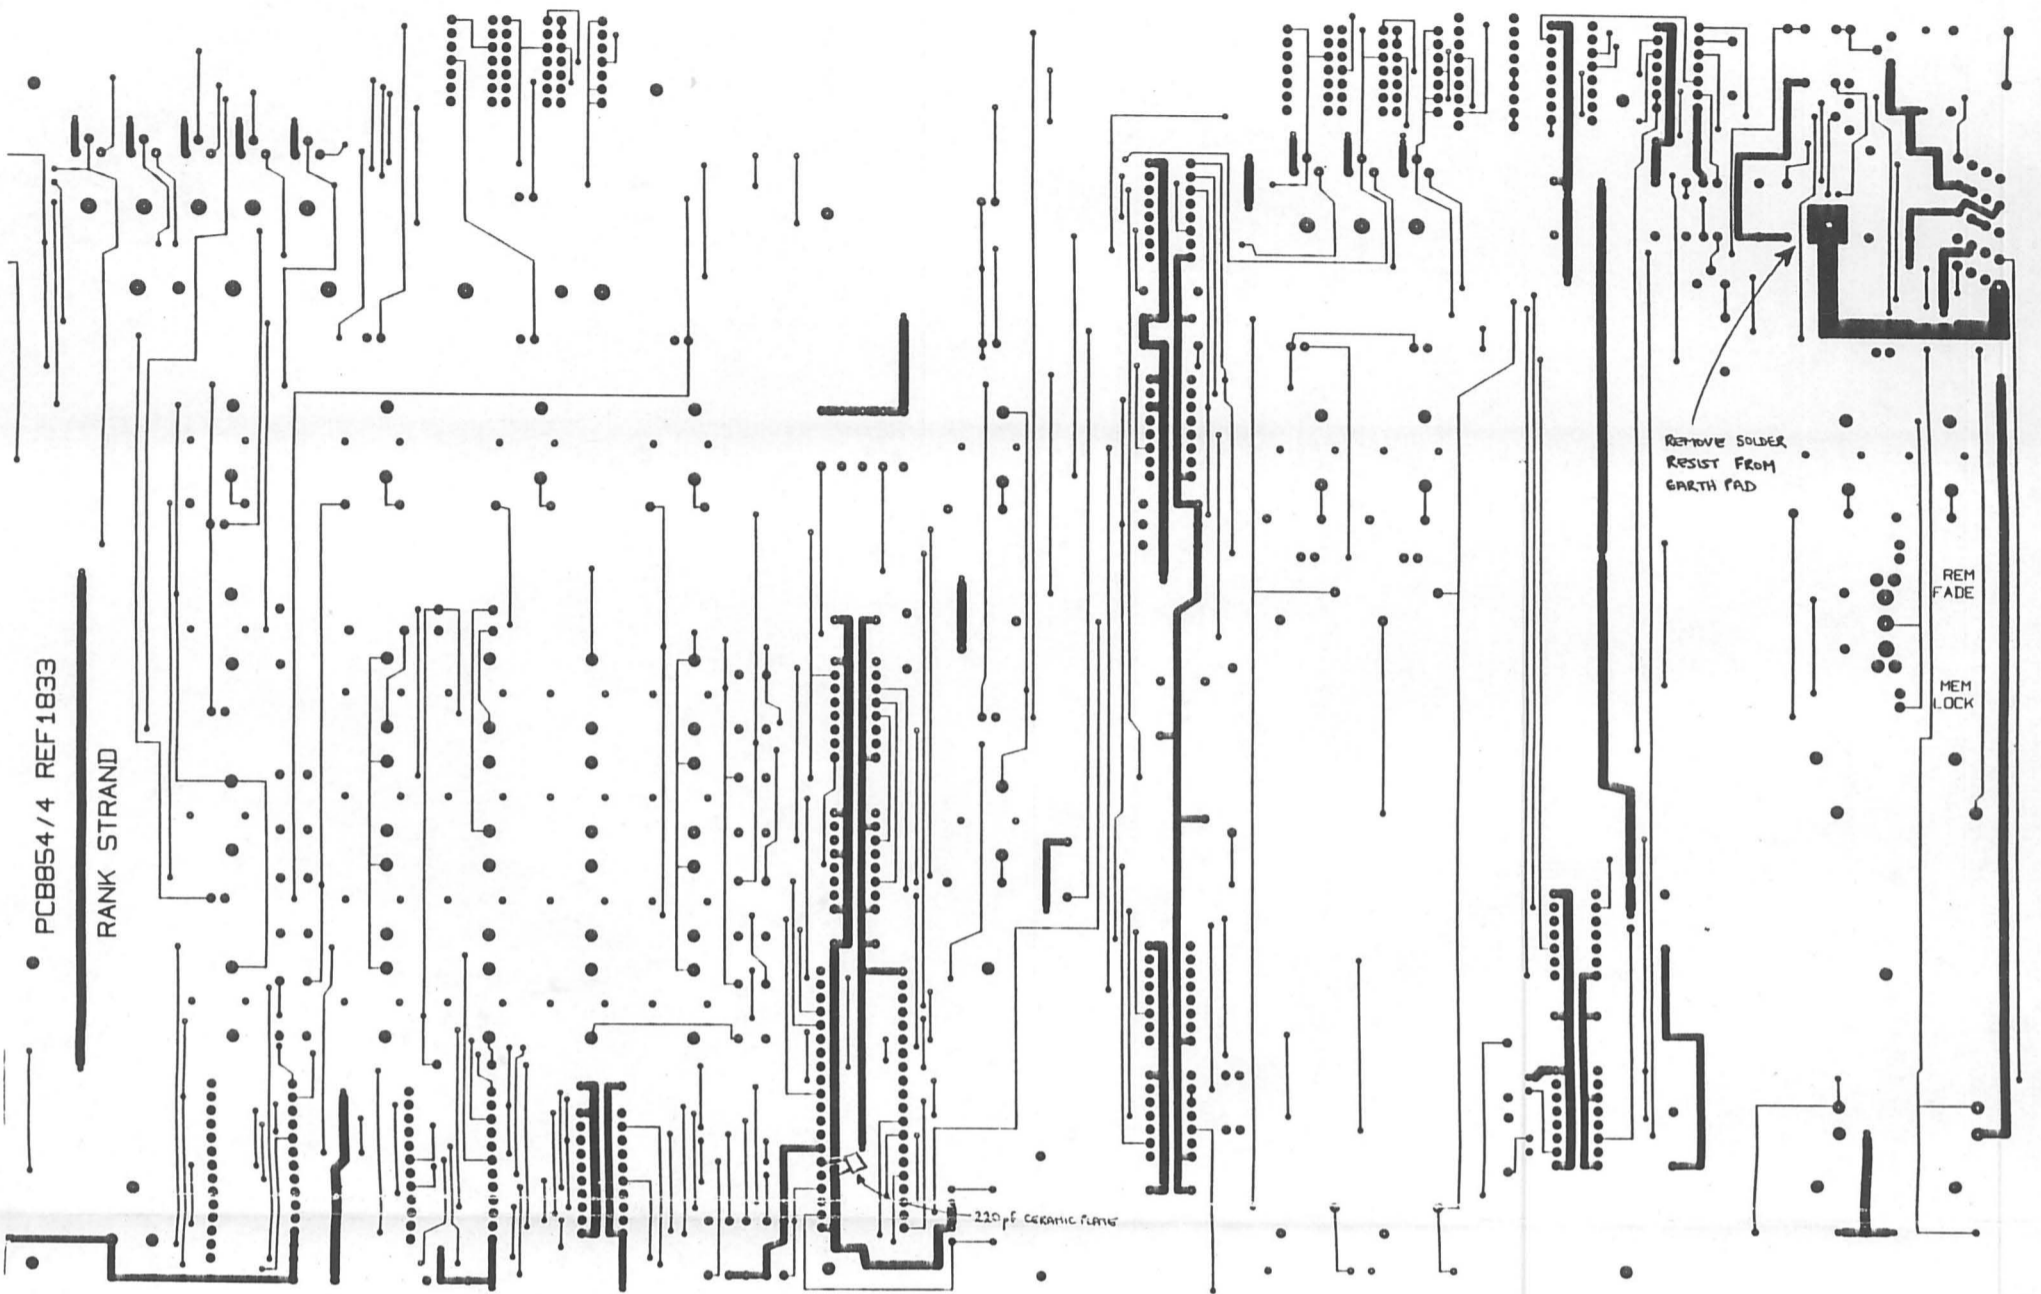 PCB854/4 REF1833
RANK STRAND
REMOVE SOLDER
RESIST FROM
EARTH PAD
REM
FADE
MEM
LOCK
220pF CERAMIC PLATE